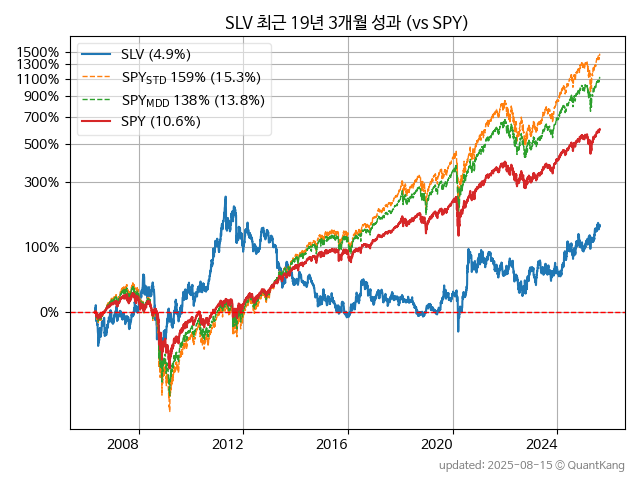 SLV 최근 19년 3개월 성과 (vs SPY)
SLV (4.9%)
SPY_STD 159% (15.3%)
SPY_MDD 138% (13.8%)
SPY (10.6%)
1500%
1300%
1100%
900%
700%
500%
300%
100%
0%
2008 2012 2016 2020 2024
updated: 2025-08-15 © QuantKang